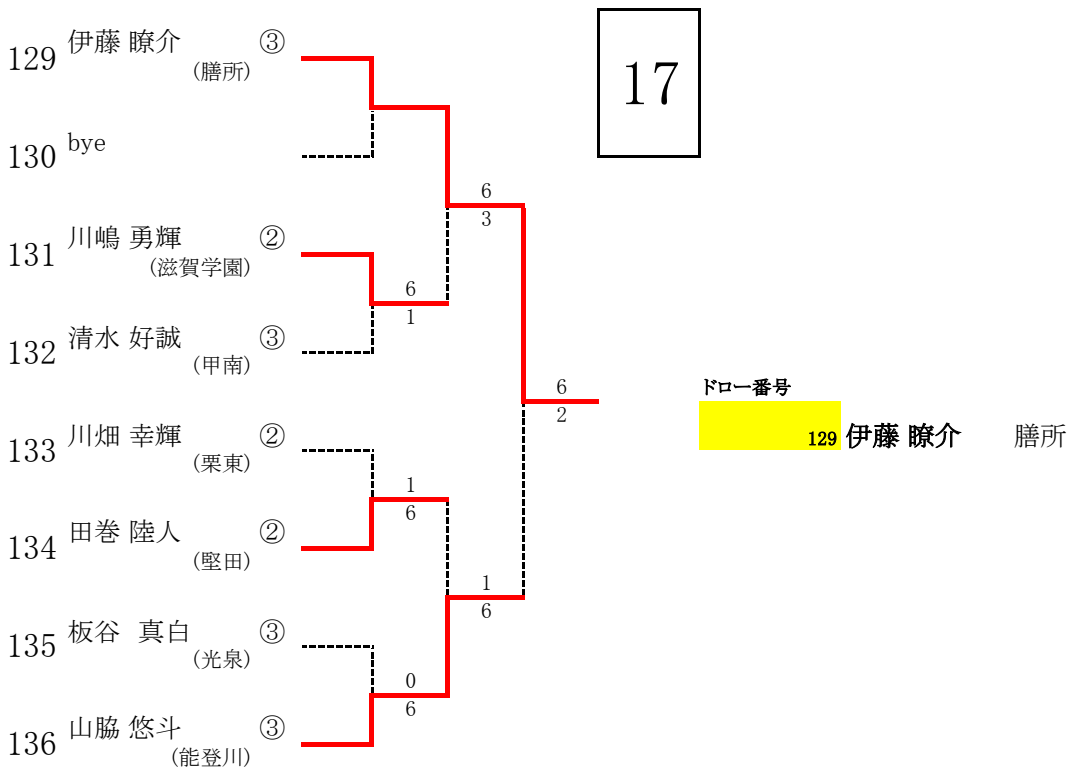 17
129 伊藤 瞭介 ③
(膳所)
130 bye
6
3
131 川嶋 勇輝 ②
(滋賀学園)
6
1
132 清水 好誠 ③
(甲南)
6
2
ドロー番号
129 伊藤 瞭介 膳所
133 川畑 幸輝 ②
(栗東)
1
6
134 田巻 陸人 ②
(堅田)
1
6
135 板谷 真白 ③
(光泉)
0
6
136 山脇 悠斗 ③
(能登川)